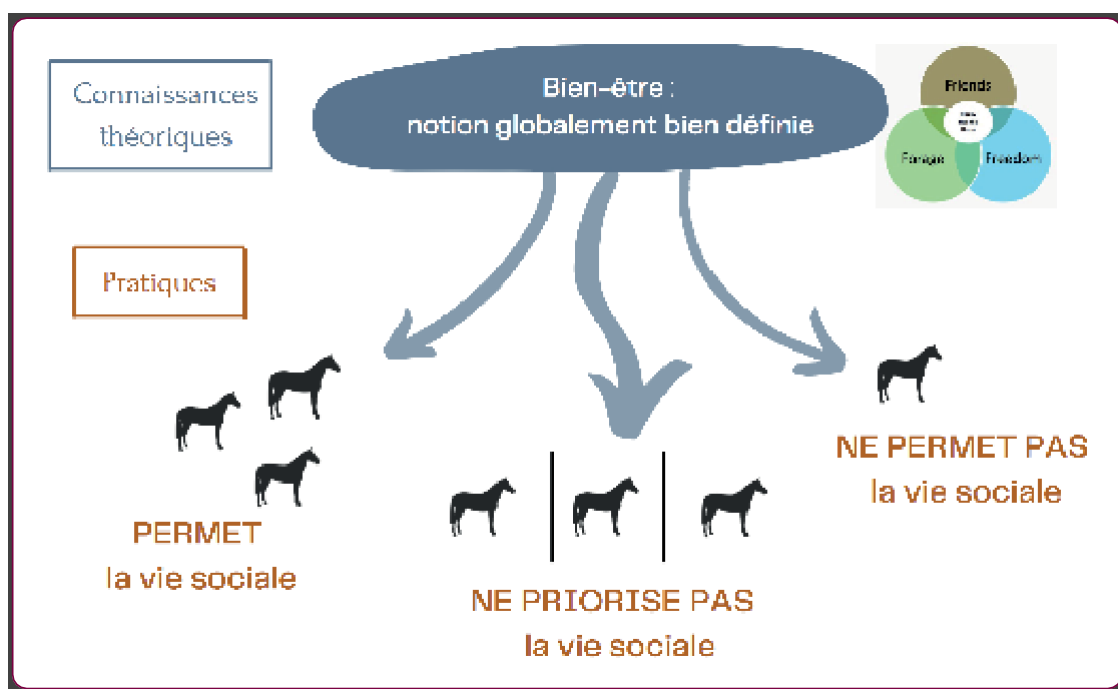 Connaissances
théoriques
Bien-être :
notion globalement bien définie
Friends
Forage
Freedom
Pratiques
PERMET
la vie sociale
NE PRIORISE PAS
la vie sociale
NE PERMET PAS
la vie sociale